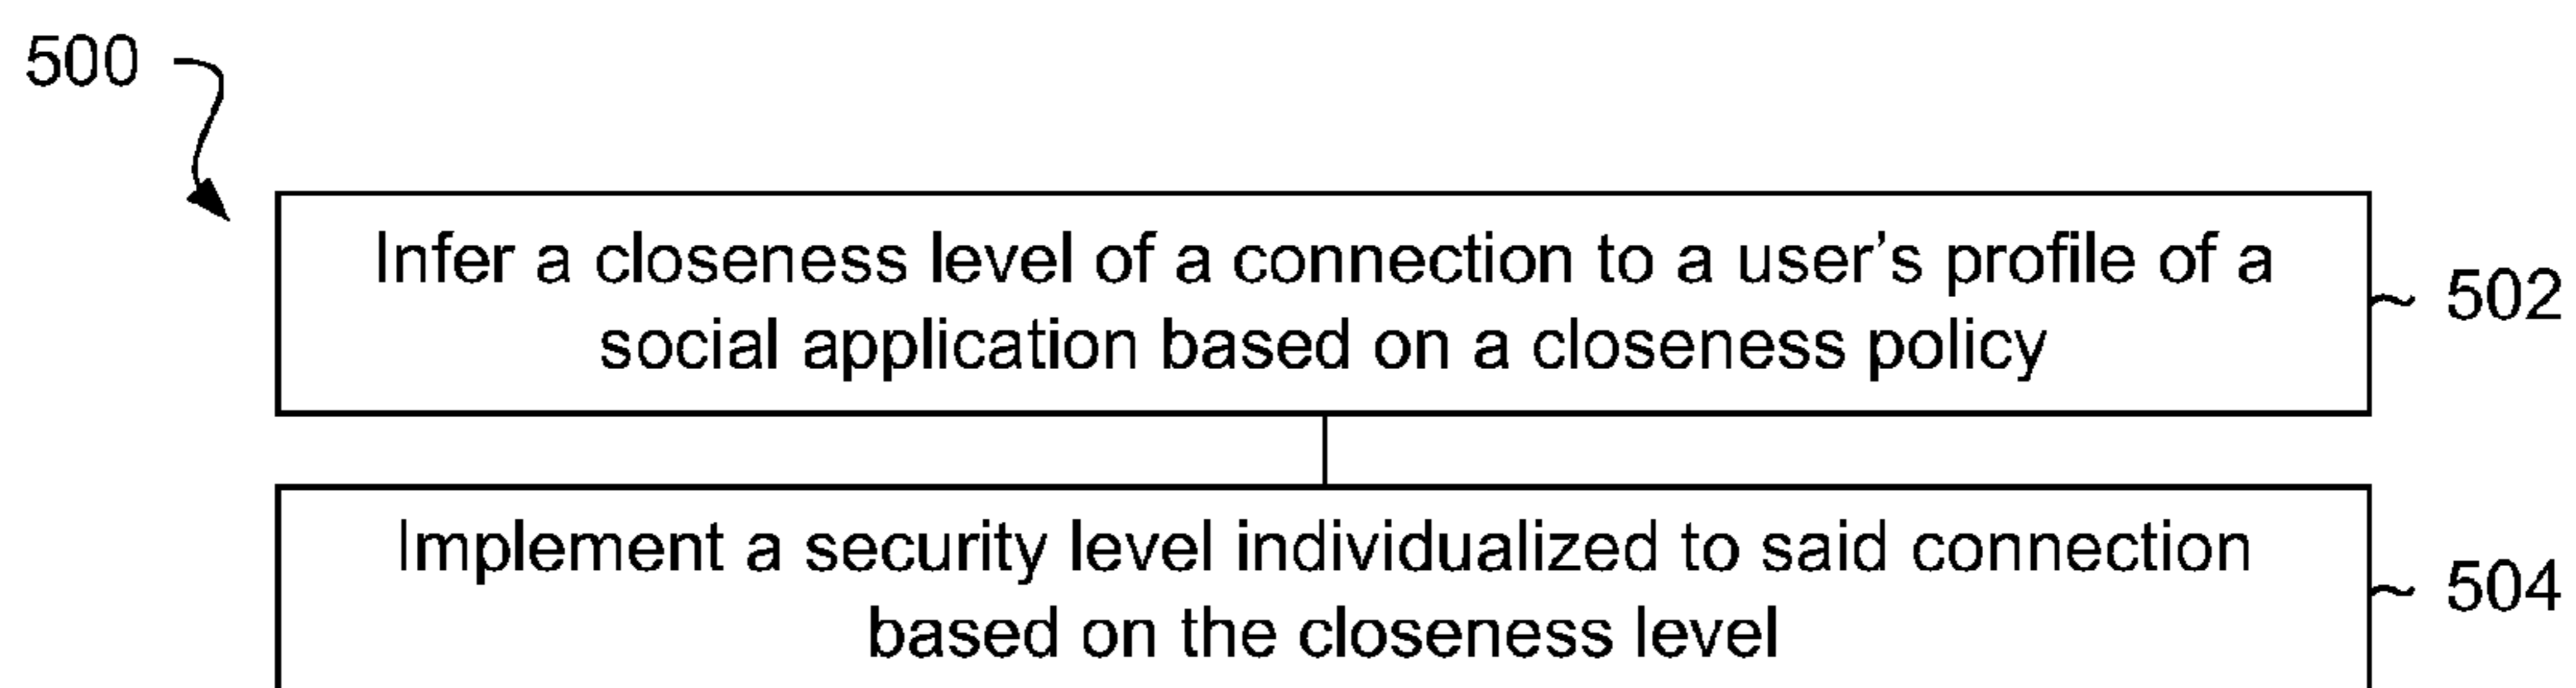 500
Infer a closeness level of a connection to a user’s profile of a
social application based on a closeness policy
502
Implement a security level individualized to said connection
based on the closeness level
504